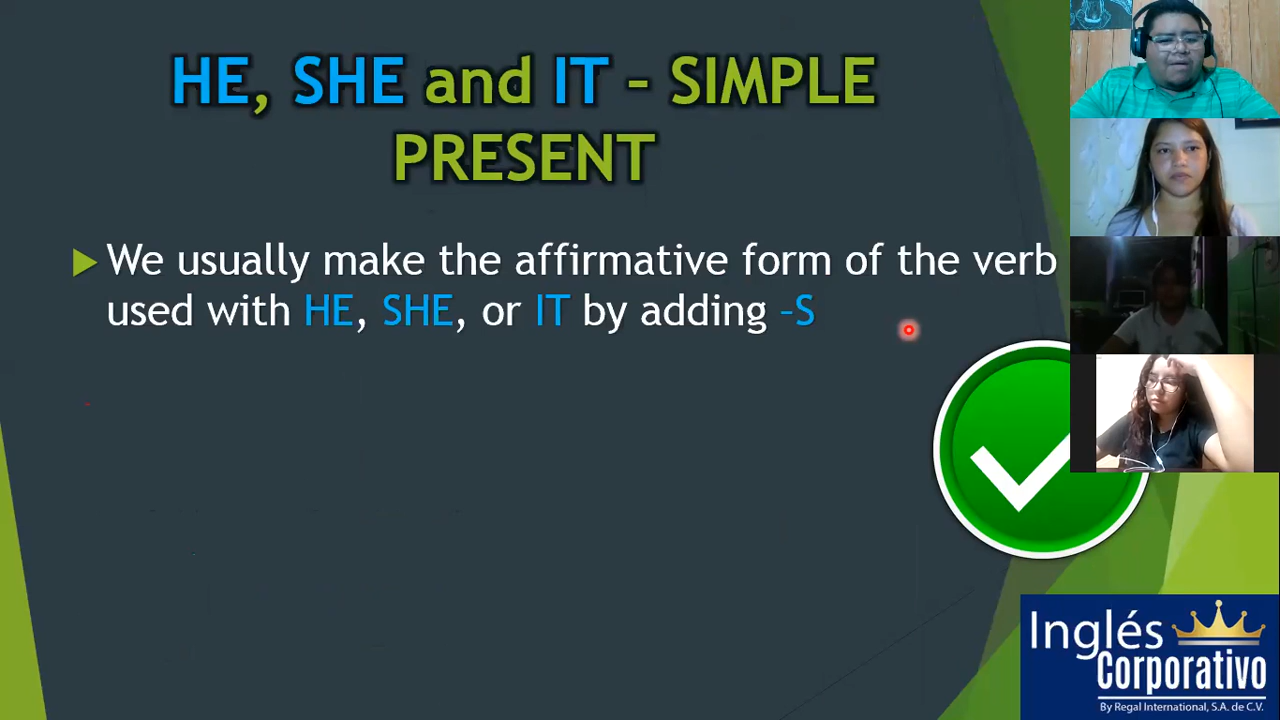 HE, SHE and IT – SIMPLE
PRESENT
We usually make the affirmative form of the verb
used with HE, SHE, or IT by adding –S
Inglés
Corporativo
By Regal International, S.A. de C.V.